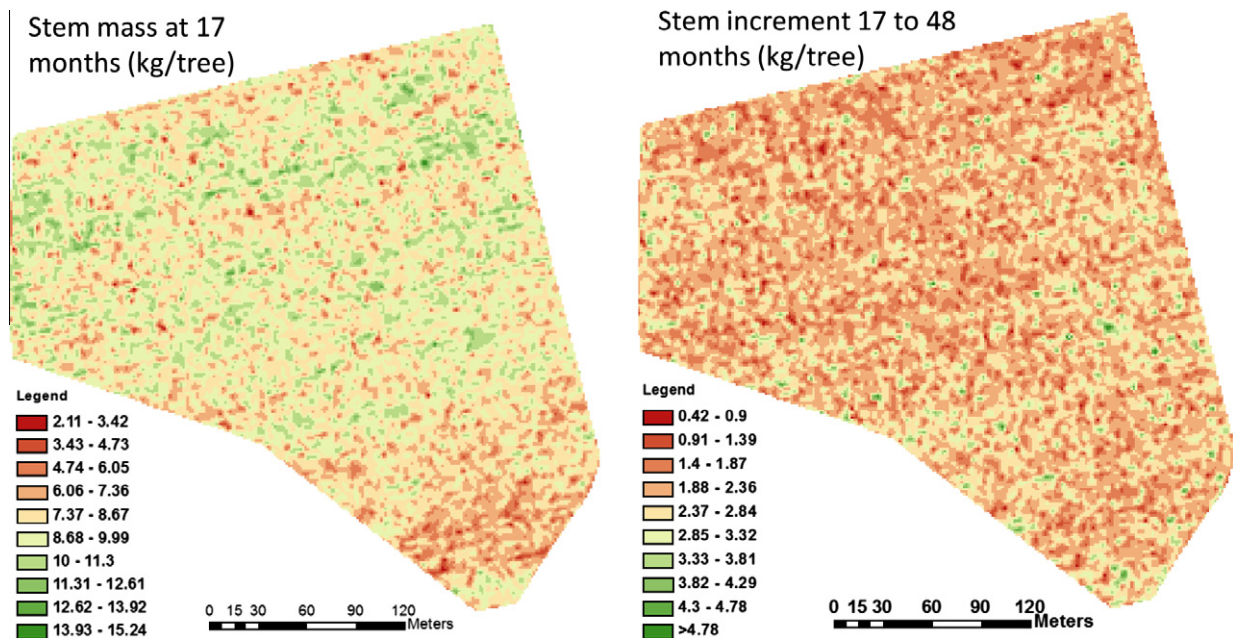 Stem mass at 17
months (kg/tree)
Legend
2.11 - 3.42
3.43 - 4.73
4.74 - 6.05
6.06 - 7.36
7.37 - 8.67
8.68 - 9.99
10 - 11.3
11.31 - 12.61
12.62 - 13.92
13.93 - 15.24
0 15 30 60 90 120
Meters
Stem increment 17 to 48
months (kg/tree)
Legend
0.42 - 0.9
0.91 - 1.39
1.4 - 1.87
1.88 - 2.36
2.37 - 2.84
2.85 - 3.32
3.33 - 3.81
3.82 - 4.29
4.3 - 4.78
>4.78
0 15 30 60 90 120
Meters